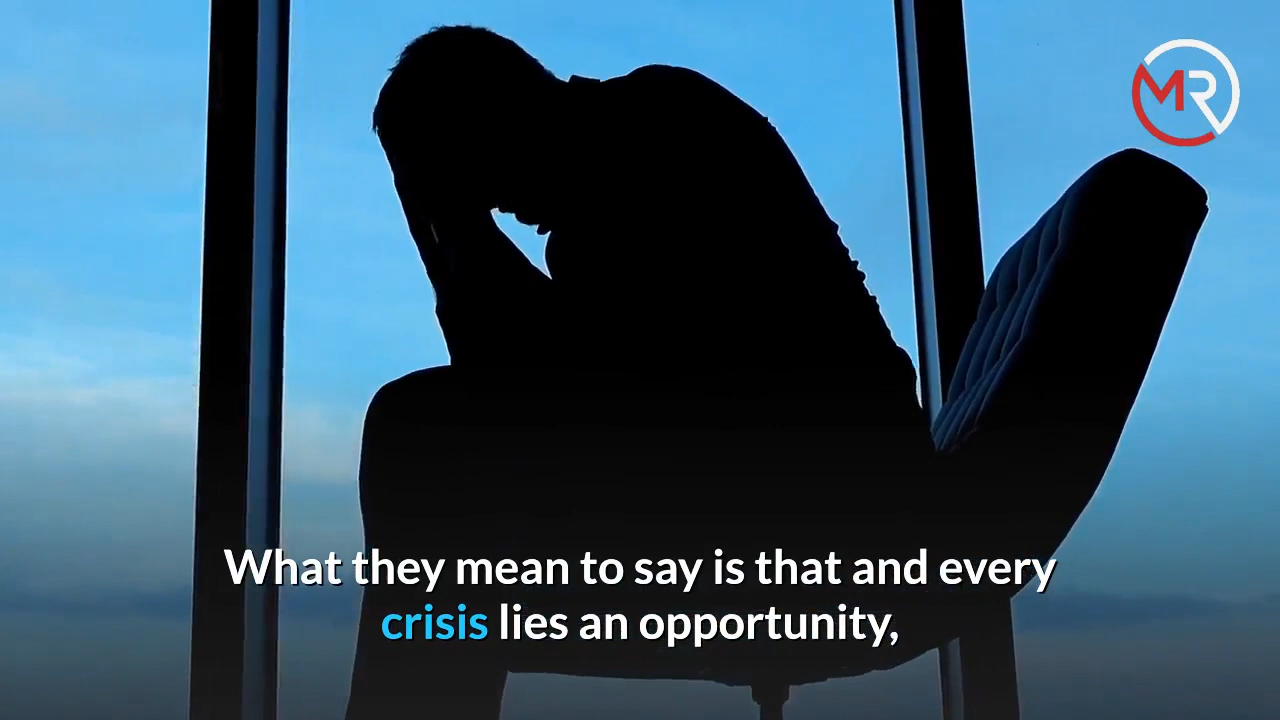 MR
What they mean to say is that and every
crisis lies an opportunity,